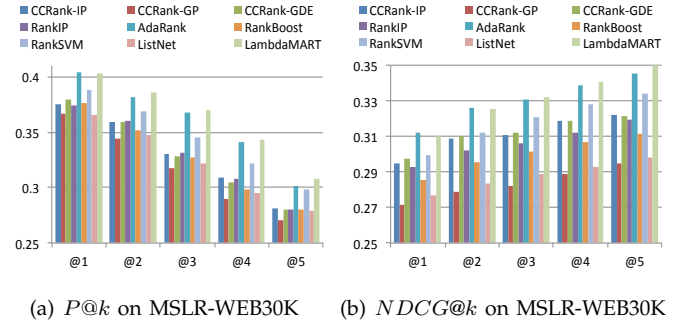 CCRank-IP CCRank-GP CCRank-GDE
RankIP AdaRank RankBoost
RankSVM ListNet LambdaMART
0.4
0.35
0.3
0.25
@1 @2 @3 @4 @5
(a) P@k on MSLR-WEB30K
CCRank-IP CCRank-GP CCRank-GDE
RankIP AdaRank RankBoost
RankSVM ListNet LambdaMART
0.35
0.33
0.31
0.29
0.27
0.25
@1 @2 @3 @4 @5
(b) NDCG@k on MSLR-WEB30K